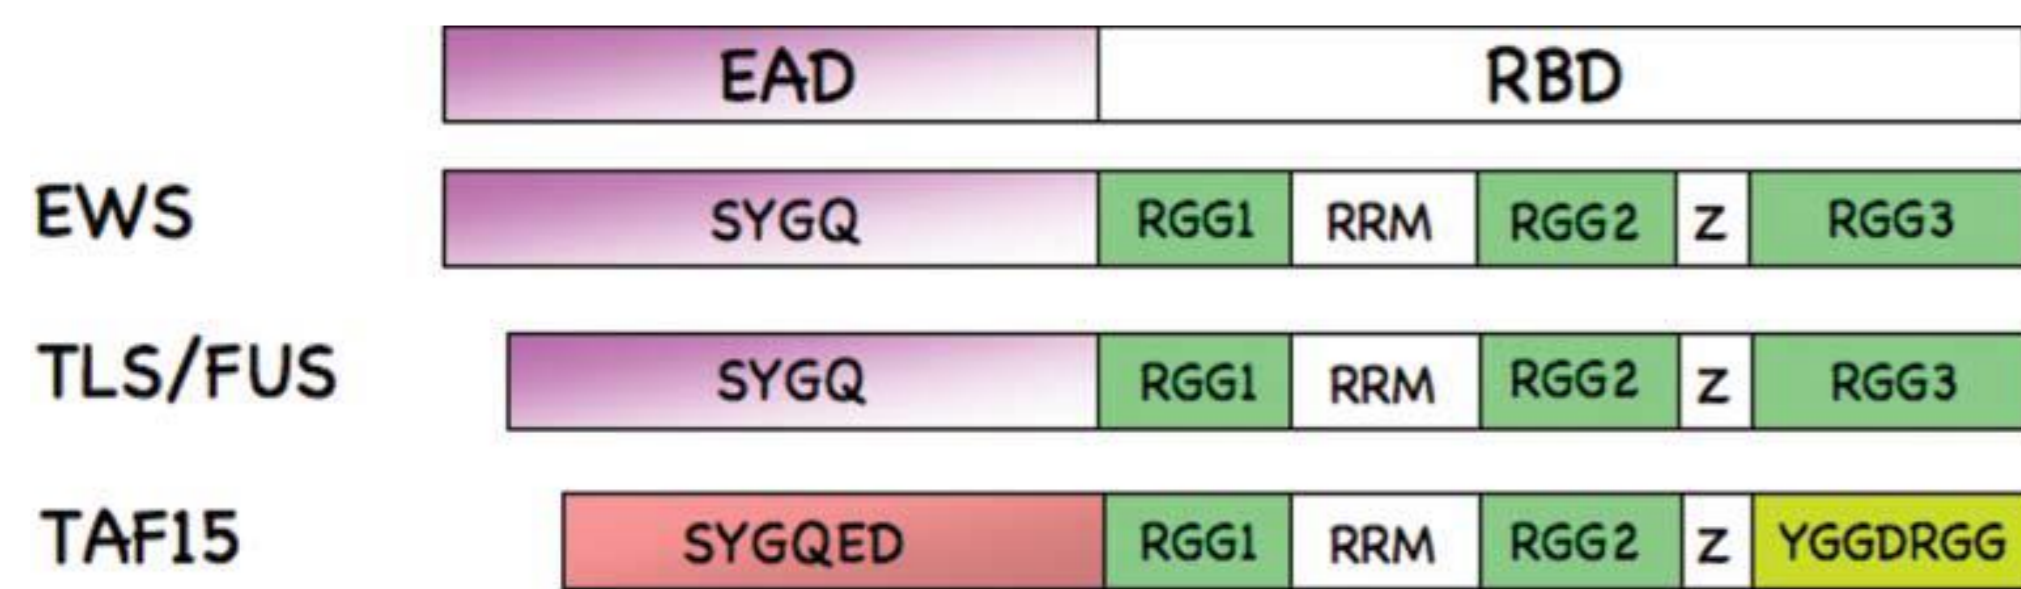 EAD RBD
EWS SYGQ RGG1 RRM RGG2 Z RGG3
TLS/FUS SYGQ RGG1 RRM RGG2 Z RGG3
TAF15 SYGQED RGG1 RRM RGG2 Z YGGDRGG